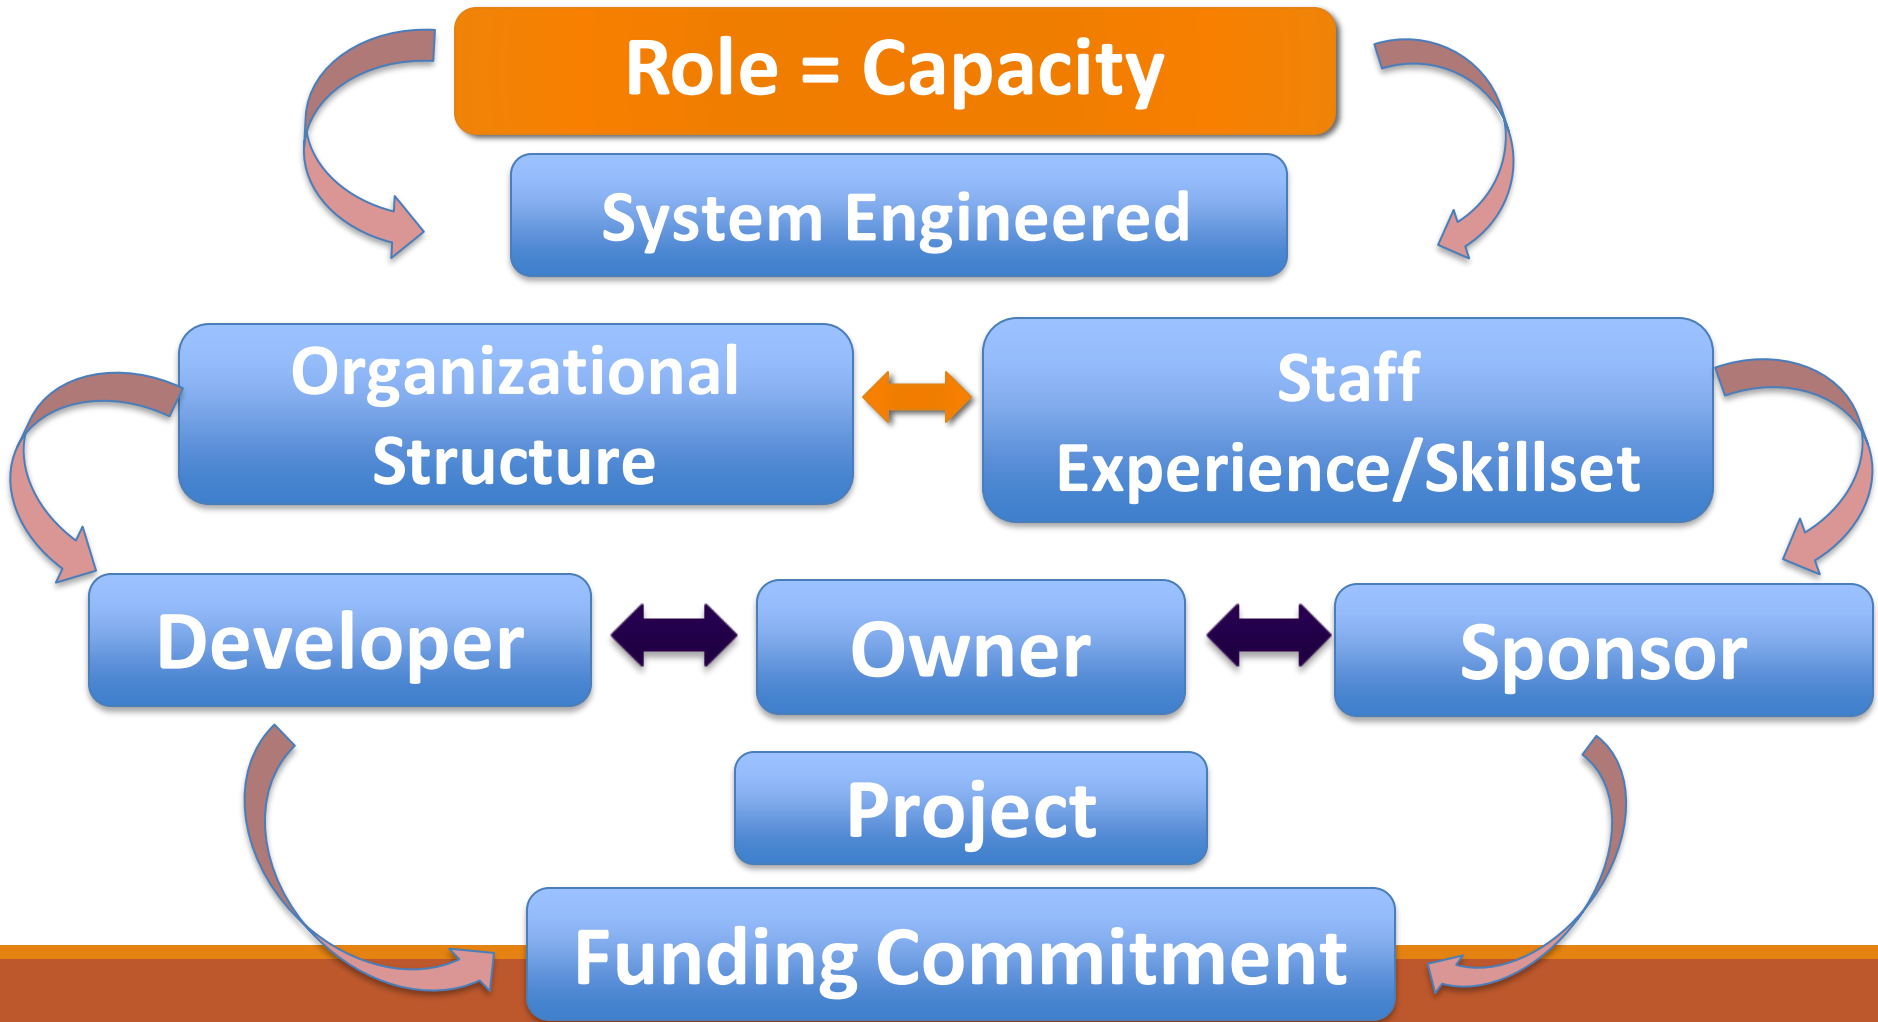 Role = Capacity
System Engineered
Organizational
Structure
Staff
Experience/Skillset
Developer
Owner
Sponsor
Project
Funding Commitment